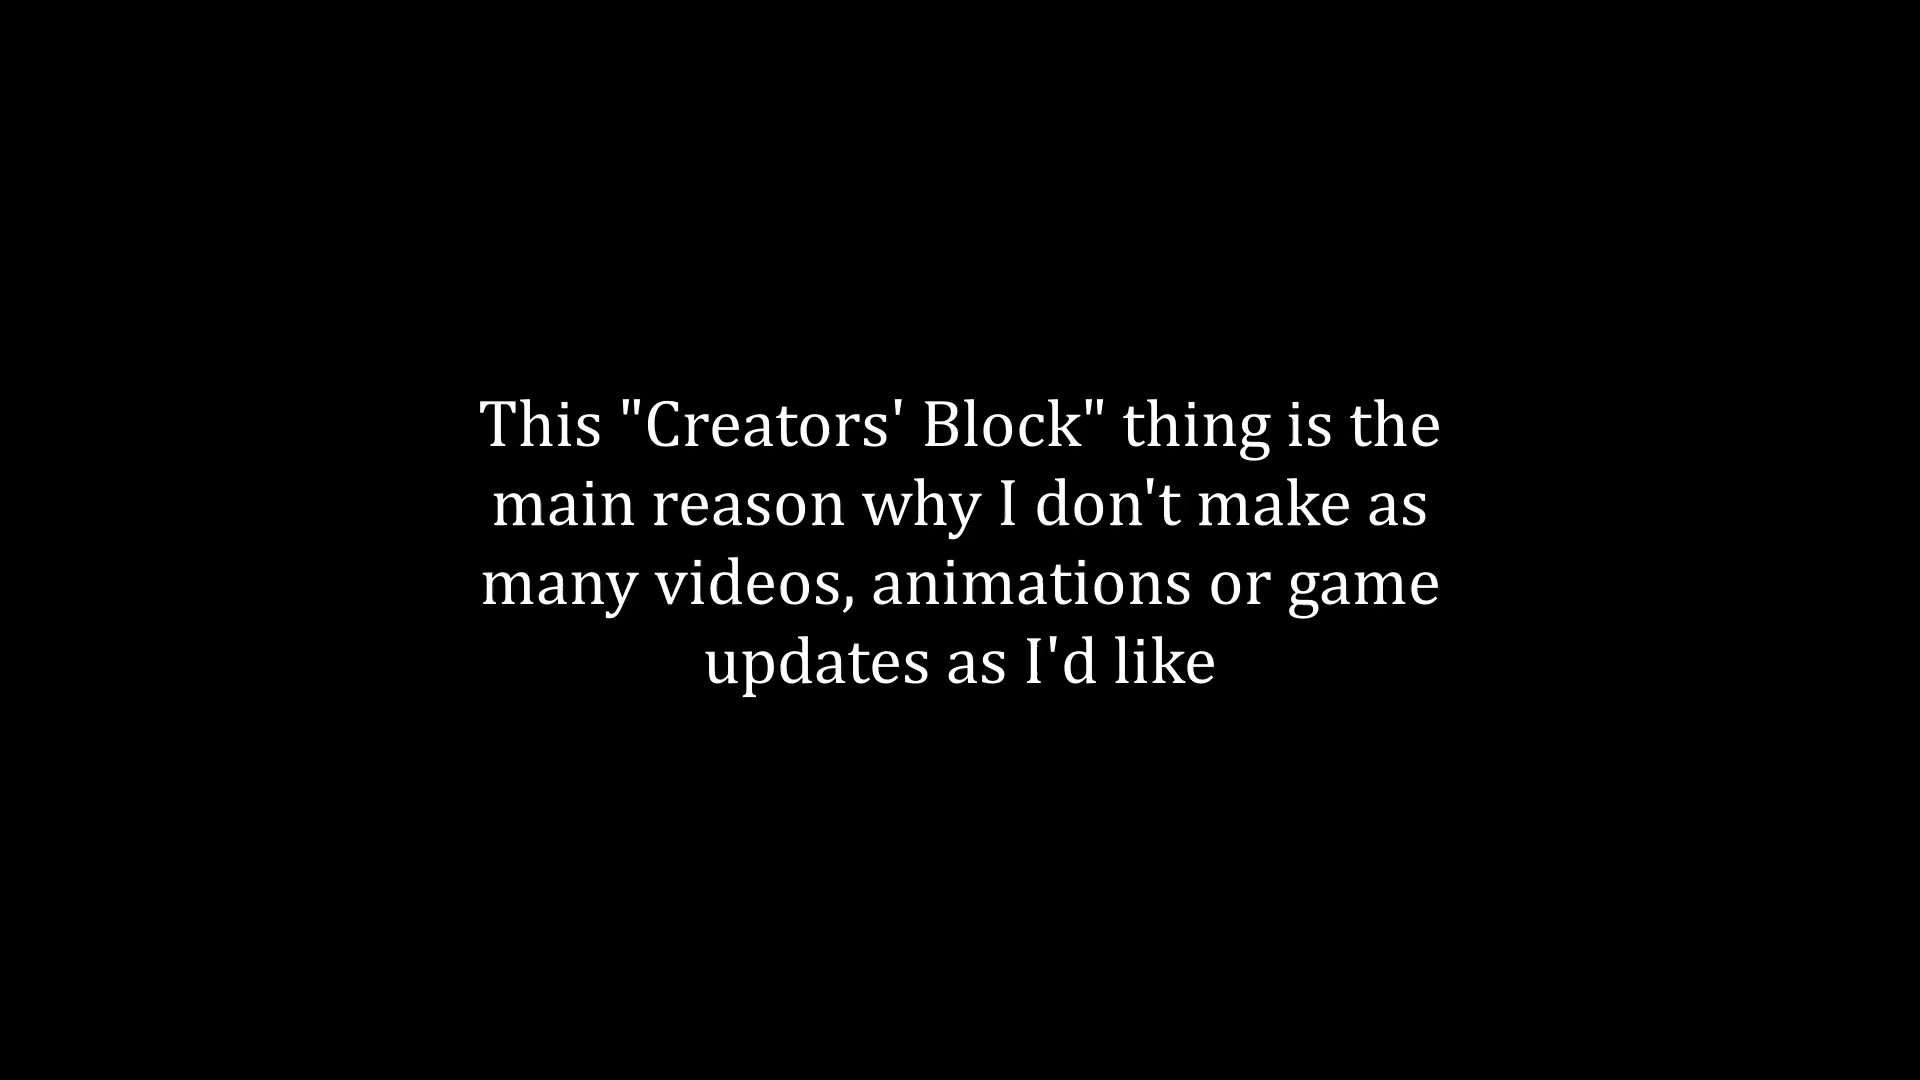 This "Creators' Block" thing is the
main reason why I don't make as
many videos, animations or game
updates as I'd like